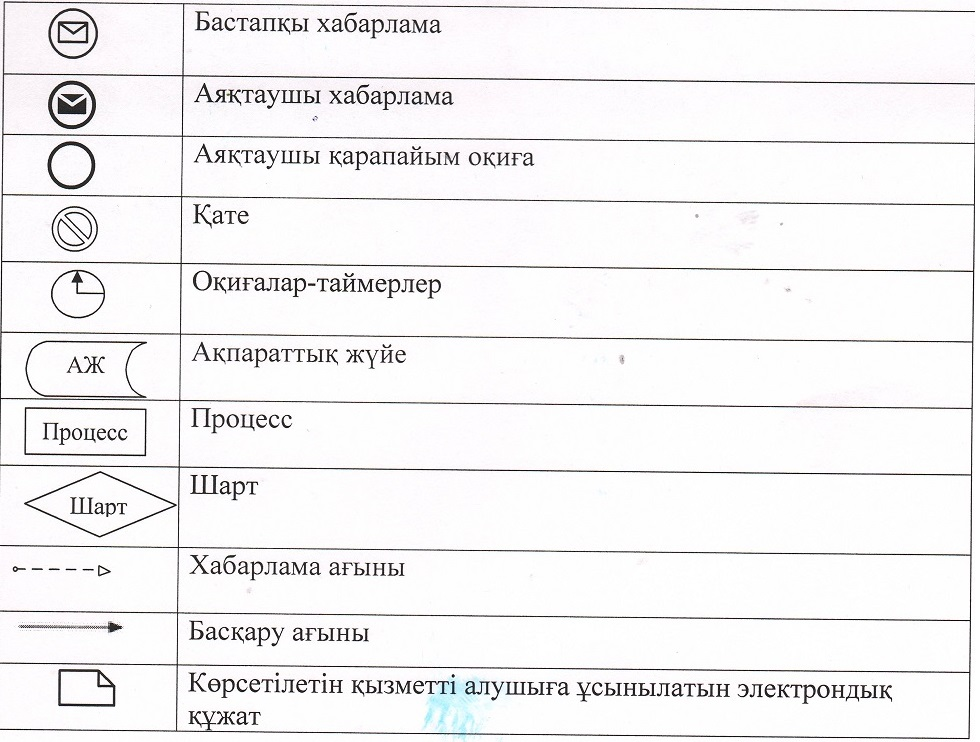 Бастапқы хабарлама
Аяқтаушы хабарлама
Аяқтаушы қарапайым оқиға
Қате
Оқиғалар-таймерлер
АЖ
Ақпараттық жүйе
Процесс
Процесс
Шарт
Шарт
Хабарлама ағыны
Басқару ағыны
Көрсетілетін қызметті алушыға ұсынылатын электрондық
құжат